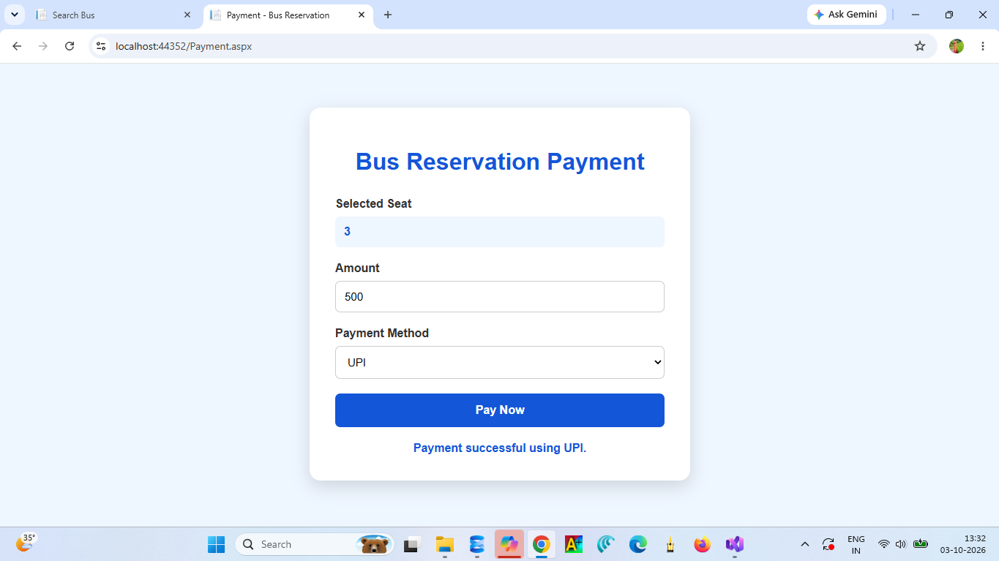 Search Bus
Payment - Bus Reservation
Ask Gemini
localhost:44352/Payment.aspx
Bus Reservation Payment
Selected Seat
3
Amount
500
Payment Method
UPI
Pay Now
Payment successful using UPI.
35°
Search
A+
ENG
IN
13:32
03-10-2026